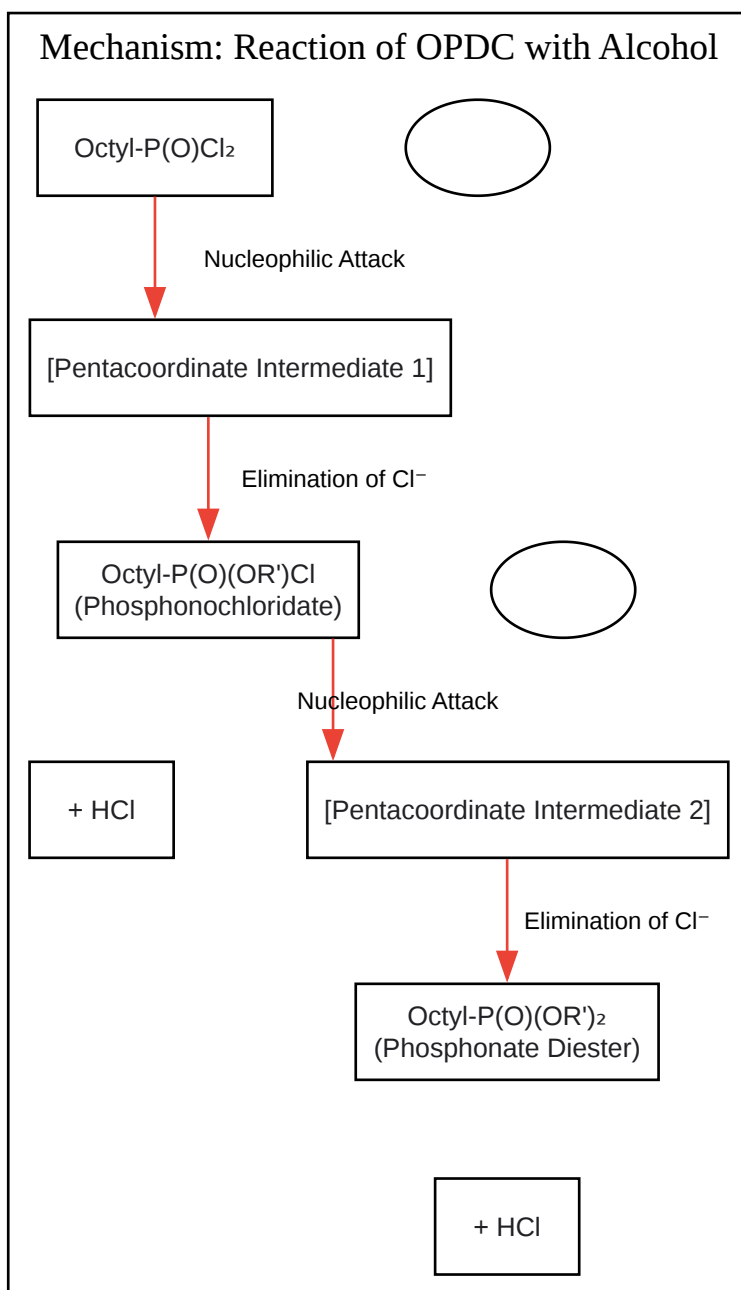 Mechanism: Reaction of OPDC with Alcohol
Octyl-P(O)Cl₂
Nucleophilic Attack
[Pentacoordinate Intermediate 1]
Elimination of Cl⁻
Octyl-P(O)(OR')Cl
(Phosphonochloridate)
Nucleophilic Attack
+ HCl
[Pentacoordinate Intermediate 2]
Elimination of Cl⁻
Octyl-P(O)(OR')₂
(Phosphonate Diester)
+ HCl